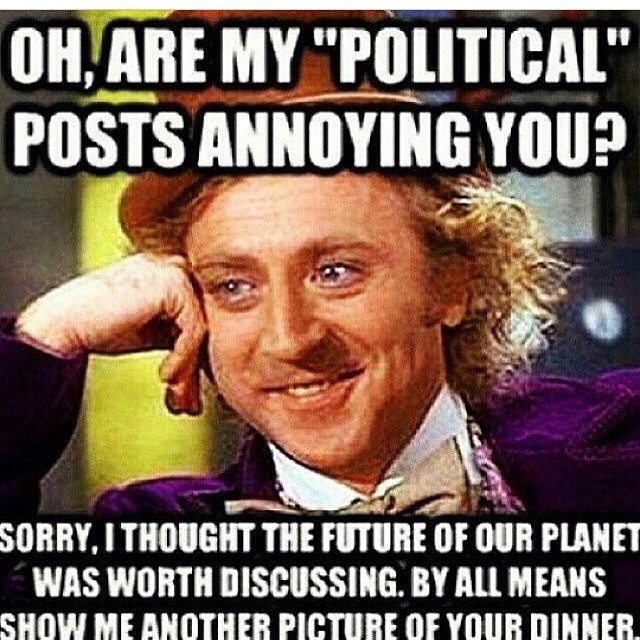 OH, ARE MY "POLITICAL"
POSTS ANNOYING YOU?
SORRY, I THOUGHT THE FUTURE OF OUR PLANET
WAS WORTH DISCUSSING. BY ALL MEANS
SHOW ME ANOTHER PICTURE OF YOUR DINNER